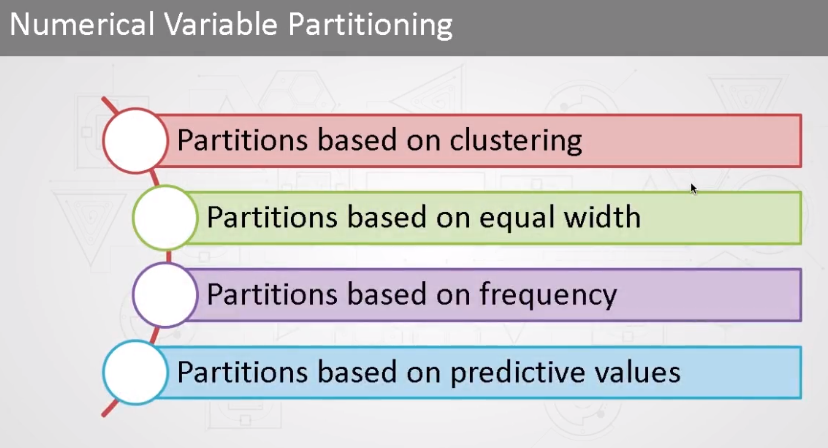 Numerical Variable Partitioning
Partitions based on clustering
Partitions based on equal width
Partitions based on frequency
Partitions based on predictive values